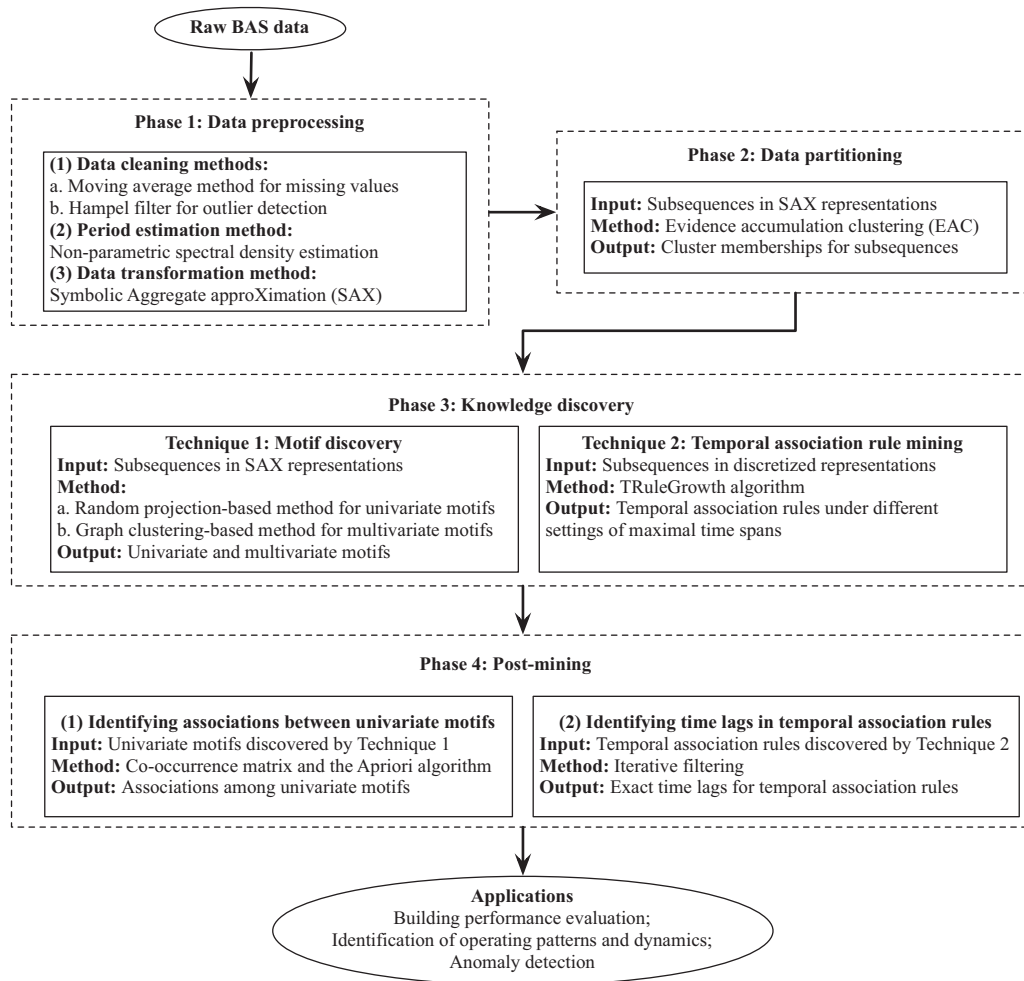 Raw BAS data
Phase 1: Data preprocessing
(1) Data cleaning methods:
a. Moving average method for missing values
b. Hampel filter for outlier detection
(2) Period estimation method:
Non-parametric spectral density estimation
(3) Data transformation method:
Symbolic Aggregate approXimation (SAX)
Phase 2: Data partitioning
Input: Subsequences in SAX representations
Method: Evidence accumulation clustering (EAC)
Output: Cluster memberships for subsequences
Phase 3: Knowledge discovery
Technique 1: Motif discovery
Input: Subsequences in SAX representations
Method:
a. Random projection-based method for univariate motifs
b. Graph clustering-based method for multivariate motifs
Output: Univariate and multivariate motifs
Technique 2: Temporal association rule mining
Input: Subsequences in discretized representations
Method: TRuleGrowth algorithm
Output: Temporal association rules under different
settings of maximal time spans
Phase 4: Post-mining
(1) Identifying associations between univariate motifs
Input: Univariate motifs discovered by Technique 1
Method: Co-occurrence matrix and the Apriori algorithm
Output: Associations among univariate motifs
(2) Identifying time lags in temporal association rules
Input: Temporal association rules discovered by Technique 2
Method: Iterative filtering
Output: Exact time lags for temporal association rules
Applications
Building performance evaluation;
Identification of operating patterns and dynamics;
Anomaly detection